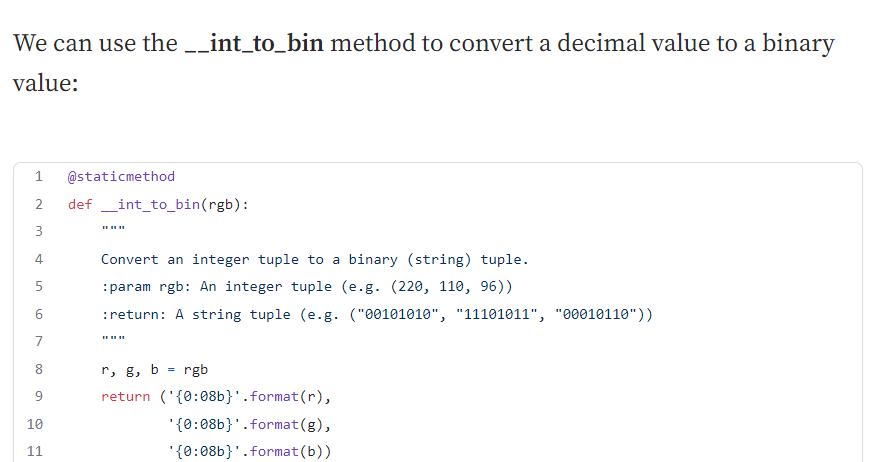 We can use the __int_to_bin method to convert a decimal value to a binary
value:
1 @staticmethod
2 def __int_to_bin(rgb):
3 """
4 Convert an integer tuple to a binary (string) tuple.
5 :param rgb: An integer tuple (e.g. (220, 110, 96))
6 :return: A string tuple (e.g. ("00101010", "11101011", "00010110"))
7 """
8 r, g, b = rgb
9 return ('{0:08b}'.format(r),
10 '{0:08b}'.format(g),
11 '{0:08b}'.format(b))